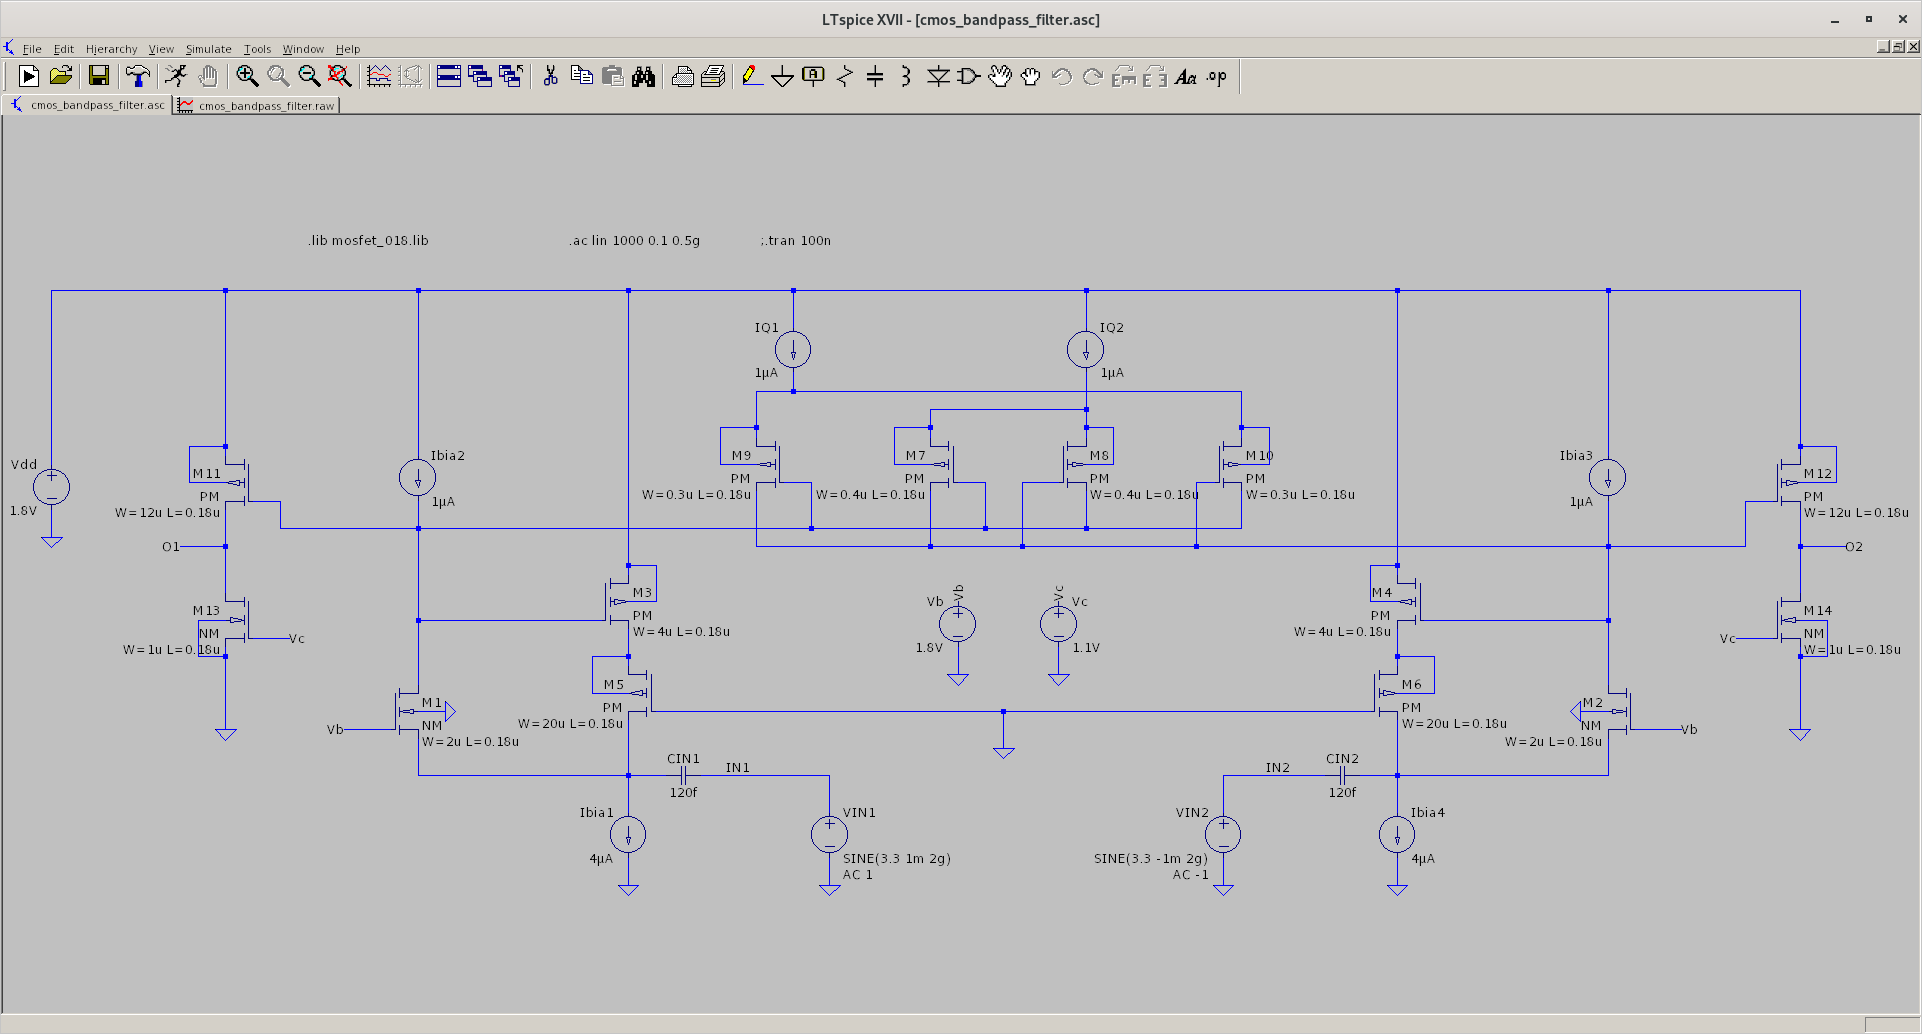 LTspice XVII - [cmos_bandpass_filter.asc]
File Edit Hierarchy View Simulate Tools Window Help
.op
cmos_bandpass_filter.asc cmos_bandpass_filter.raw
.lib mosfet_018.lib .ac lin 1000 0.1 0.5g ;.tran 100n
IQ1
1µA
IQ2
1µA
Vdd
1.8V
M11
PM
W=12u L=0.18u
Ibia2
1µA
M9
PM
W=0.3u L=0.18u
M7
PM
W=0.4u L=0.18u
M8
PM
W=0.4u L=0.18u
M10
PM
W=0.3u L=0.18u
Ibia3
1µA
M12
PM
W=12u L=0.18u
O1
O2
M13
NM
W=1u L=0.18u
Vc
M3
PM
W=4u L=0.18u
Vb
Vb
1.8V
Vc
Vc
1.1V
M4
PM
W=4u L=0.18u
Vc
M14
NM
W=1u L=0.18u
Vb
M1
NM
W=2u L=0.18u
M5
PM
W=20u L=0.18u
M6
PM
W=20u L=0.18u
M2
NM
W=2u L=0.18u
Vb
CIN1
120f
IN1
IN2
CIN2
120f
Ibia1
4µA
VIN1
SINE(3.3 1m 2g)
AC 1
VIN2
SINE(3.3 -1m 2g)
AC -1
Ibia4
4µA